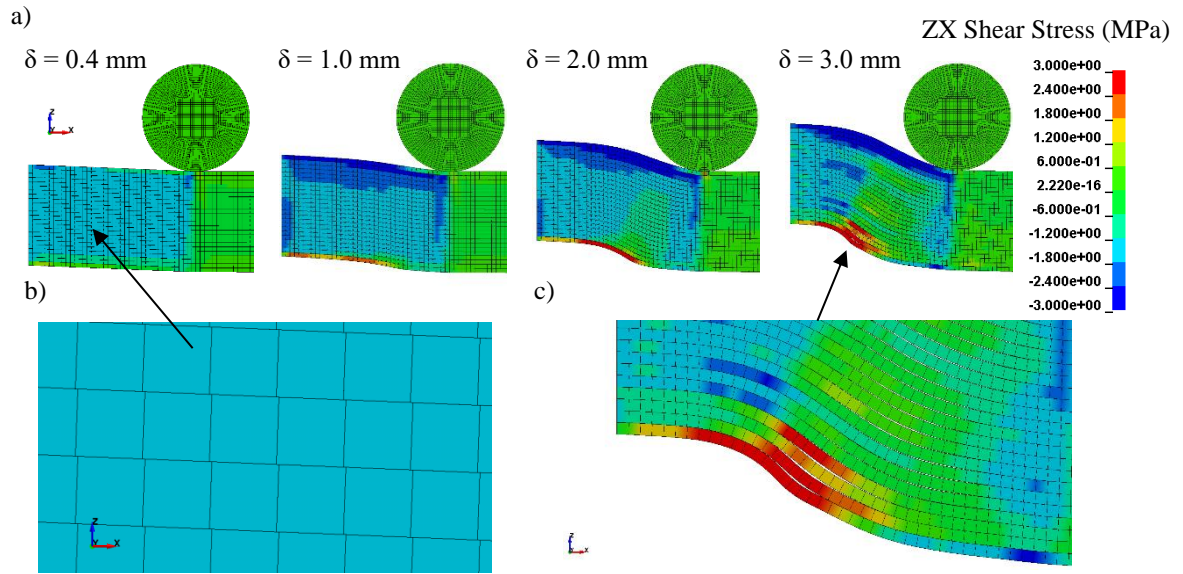 a)
ZX Shear Stress (MPa)
δ = 0.4 mm
δ = 1.0 mm
δ = 2.0 mm
δ = 3.0 mm
3.000e+00
2.400e+00
1.800e+00
1.200e+00
6.000e-01
2.220e-16
-6.000e-01
-1.200e+00
-1.800e+00
-2.400e+00
-3.000e+00
Z
Y
X
b)
c)
Z
Y
X
Z
Y
X